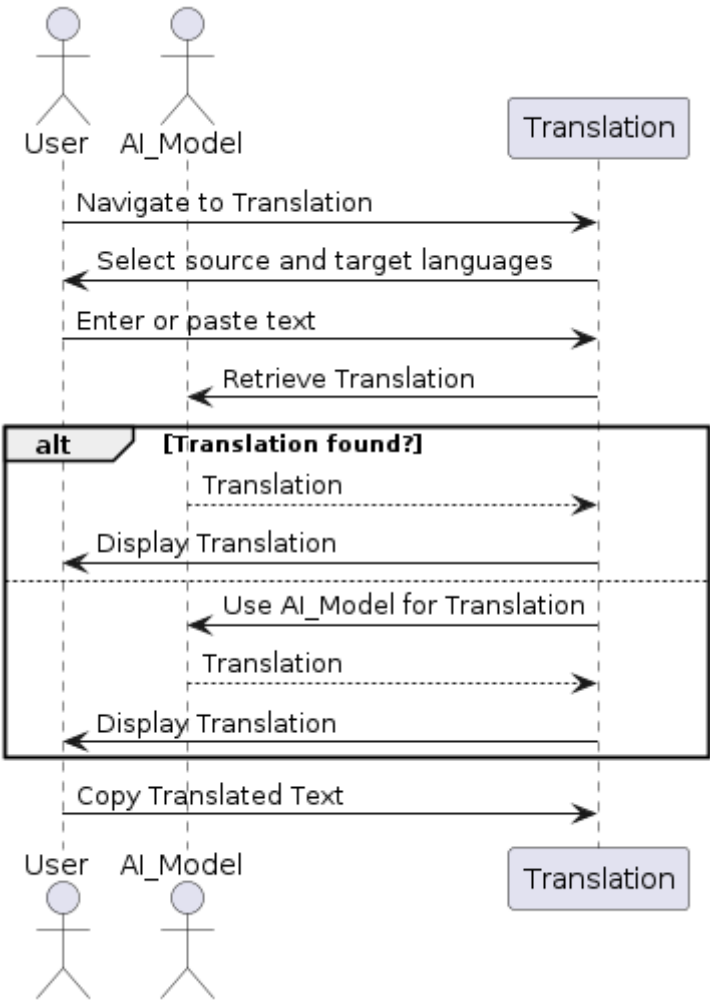 User
AI_Model
Translation
Navigate to Translation
Select source and target languages
Enter or paste text
Retrieve Translation
alt
[Translation found?]
Translation
Display Translation
Use AI_Model for Translation
Translation
Display Translation
Copy Translated Text
User
AI_Model
Translation